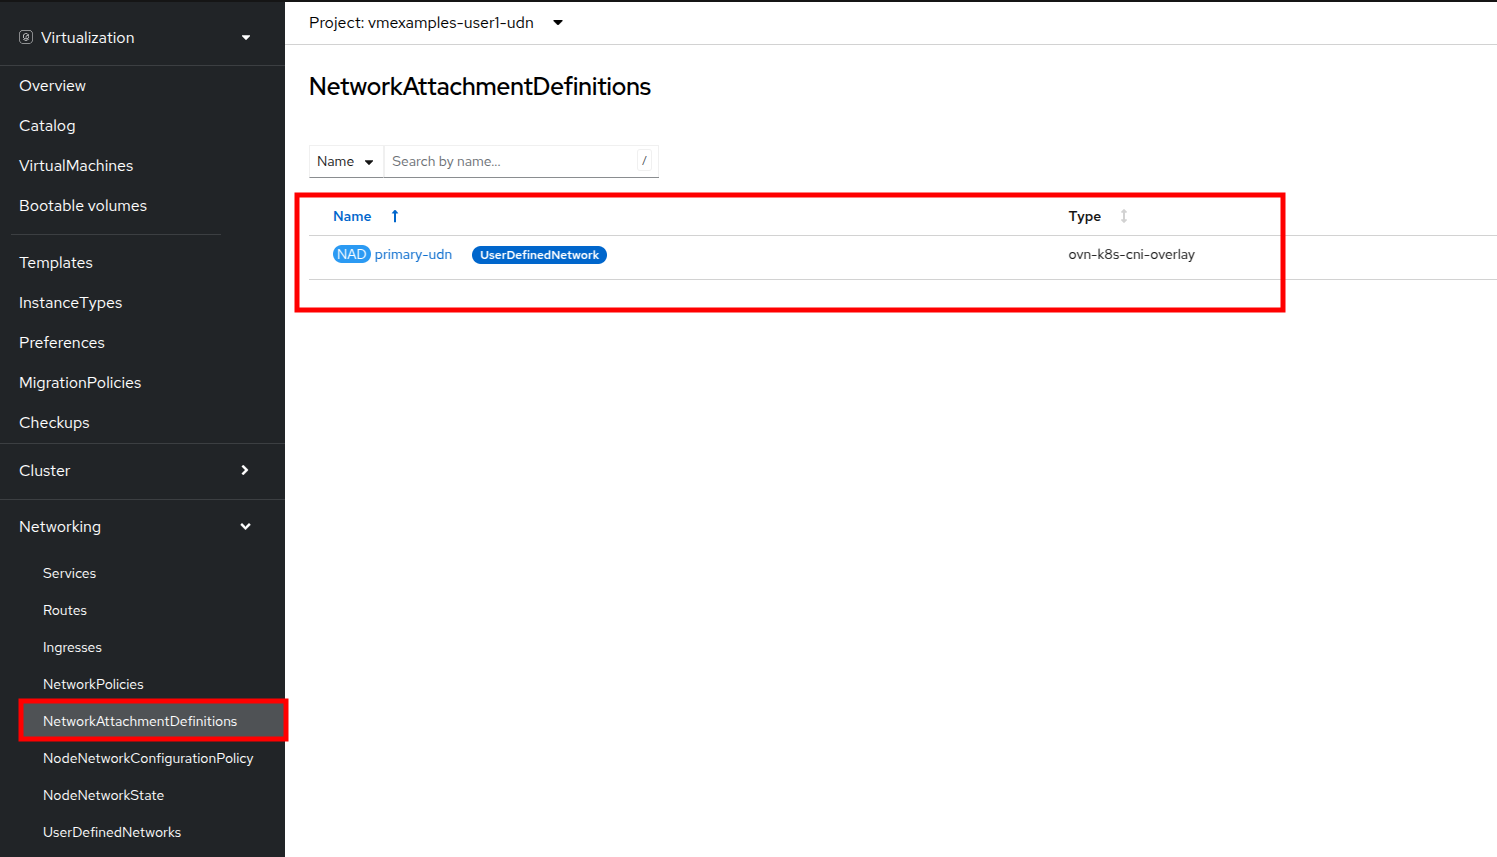 Virtualization
Overview
Catalog
VirtualMachines
Bootable volumes
Templates
InstanceTypes
Preferences
MigrationPolicies
Checkups
Cluster
Networking
Services
Routes
Ingresses
NetworkPolicies
NetworkAttachmentDefinitions
NodeNetworkConfigurationPolicy
NodeNetworkState
UserDefinedNetworks
Project: vmexamples-user1-udn
NetworkAttachmentDefinitions
Name Search by name... /
Name Type
NAD primary-udn UserDefinedNetwork ovn-k8s-cni-overlay